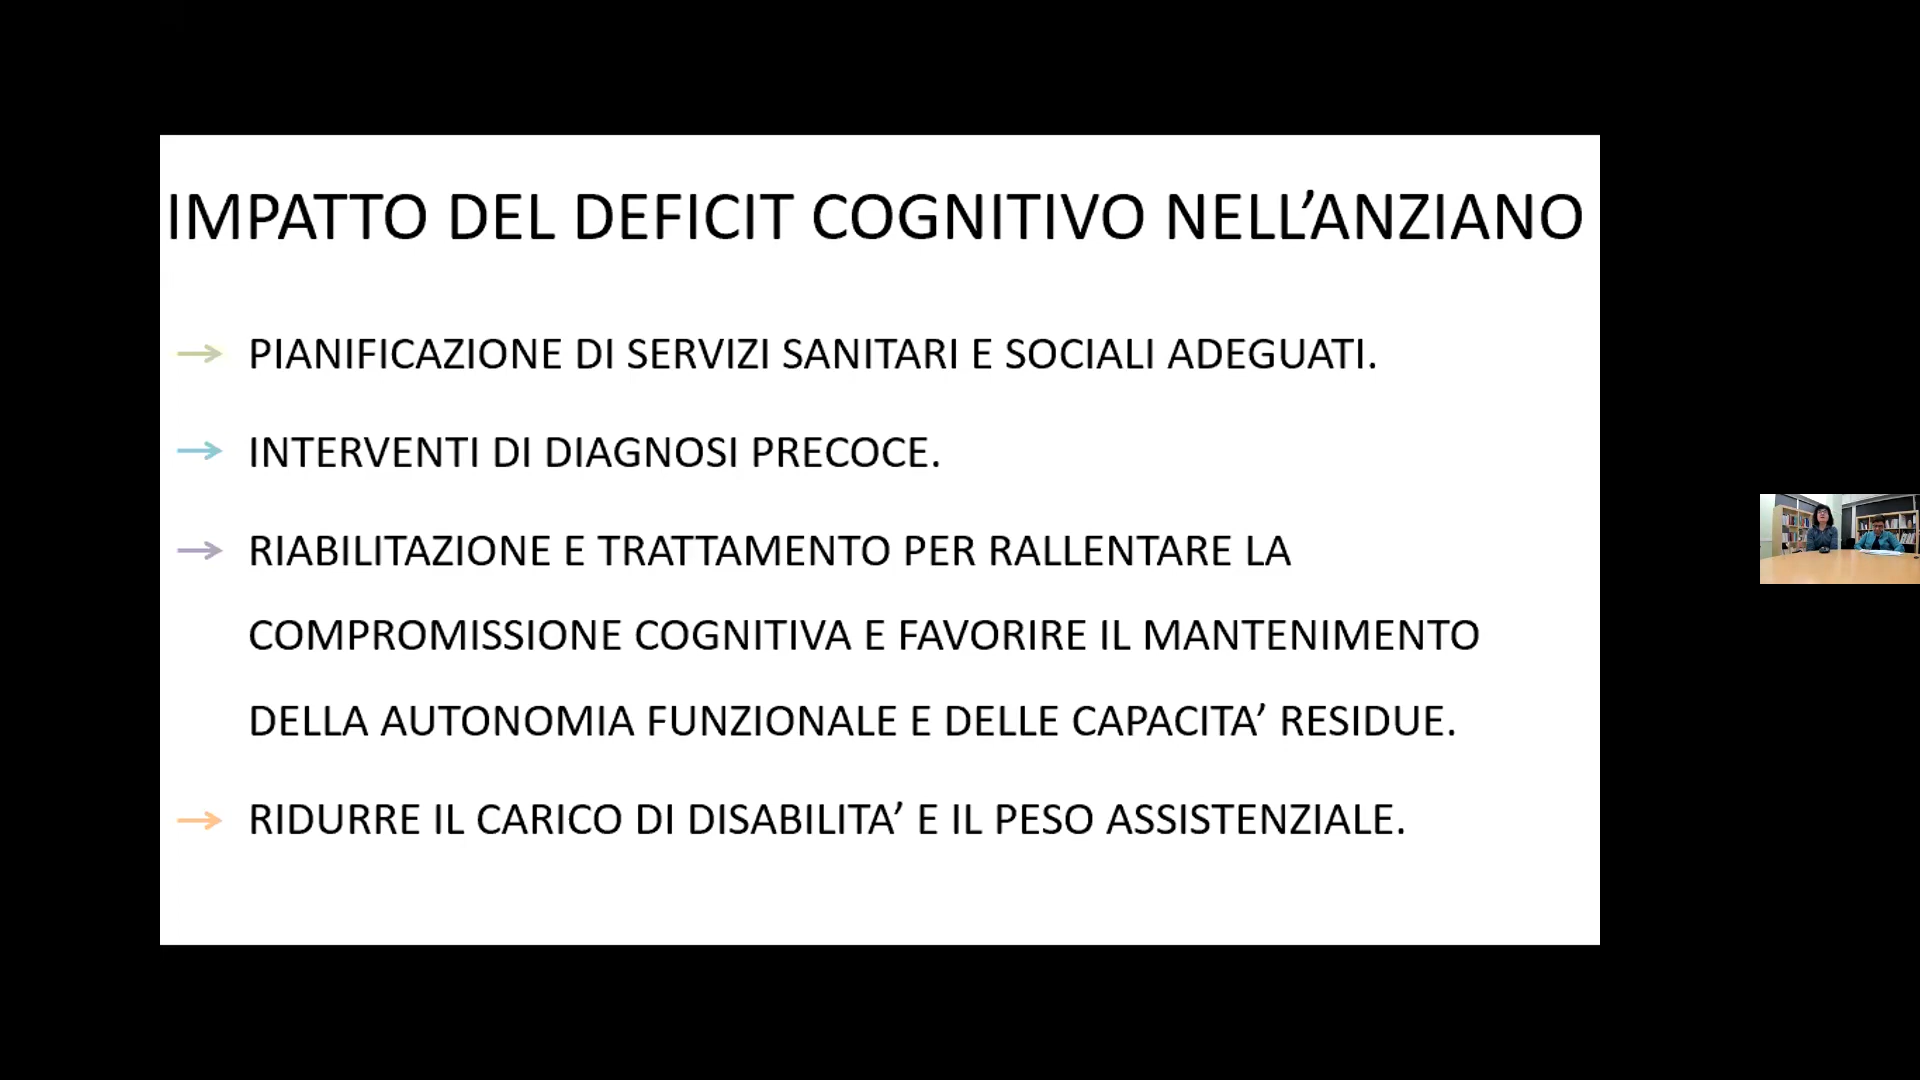 IMPATTO DEL DEFICIT COGNITIVO NELL’ANZIANO
PIANIFICAZIONE DI SERVIZI SANITARI E SOCIALI ADEGUATI.
INTERVENTI DI DIAGNOSI PRECOCE.
RIABILITAZIONE E TRATTAMENTO PER RALLENTARE LA
COMPROMISSIONE COGNITIVA E FAVORIRE IL MANTENIMENTO
DELLA AUTONOMIA FUNZIONALE E DELLE CAPACITA’ RESIDUE.
RIDURRE IL CARICO DI DISABILITA’ E IL PESO ASSISTENZIALE.